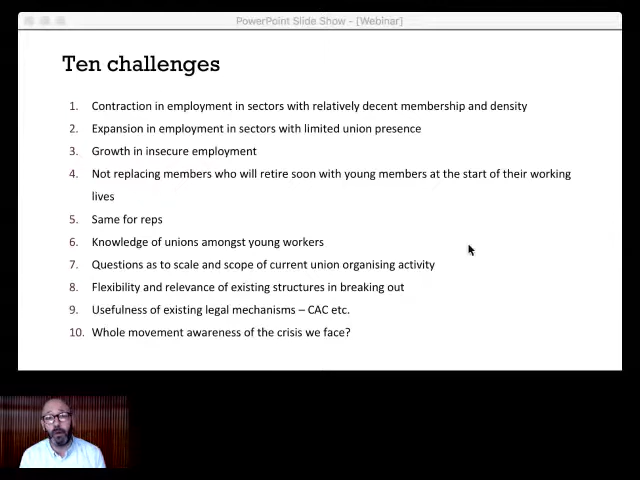 PowerPoint Slide Show - [Webinar]
Ten challenges
1. Contraction in employment in sectors with relatively decent membership and density
2. Expansion in employment in sectors with limited union presence
3. Growth in insecure employment
4. Not replacing members who will retire soon with young members at the start of their working
lives
5. Same for reps
6. Knowledge of unions amongst young workers
7. Questions as to scale and scope of current union organising activity
8. Flexibility and relevance of existing structures in breaking out
9. Usefulness of existing legal mechanisms – CAC etc.
10. Whole movement awareness of the crisis we face?